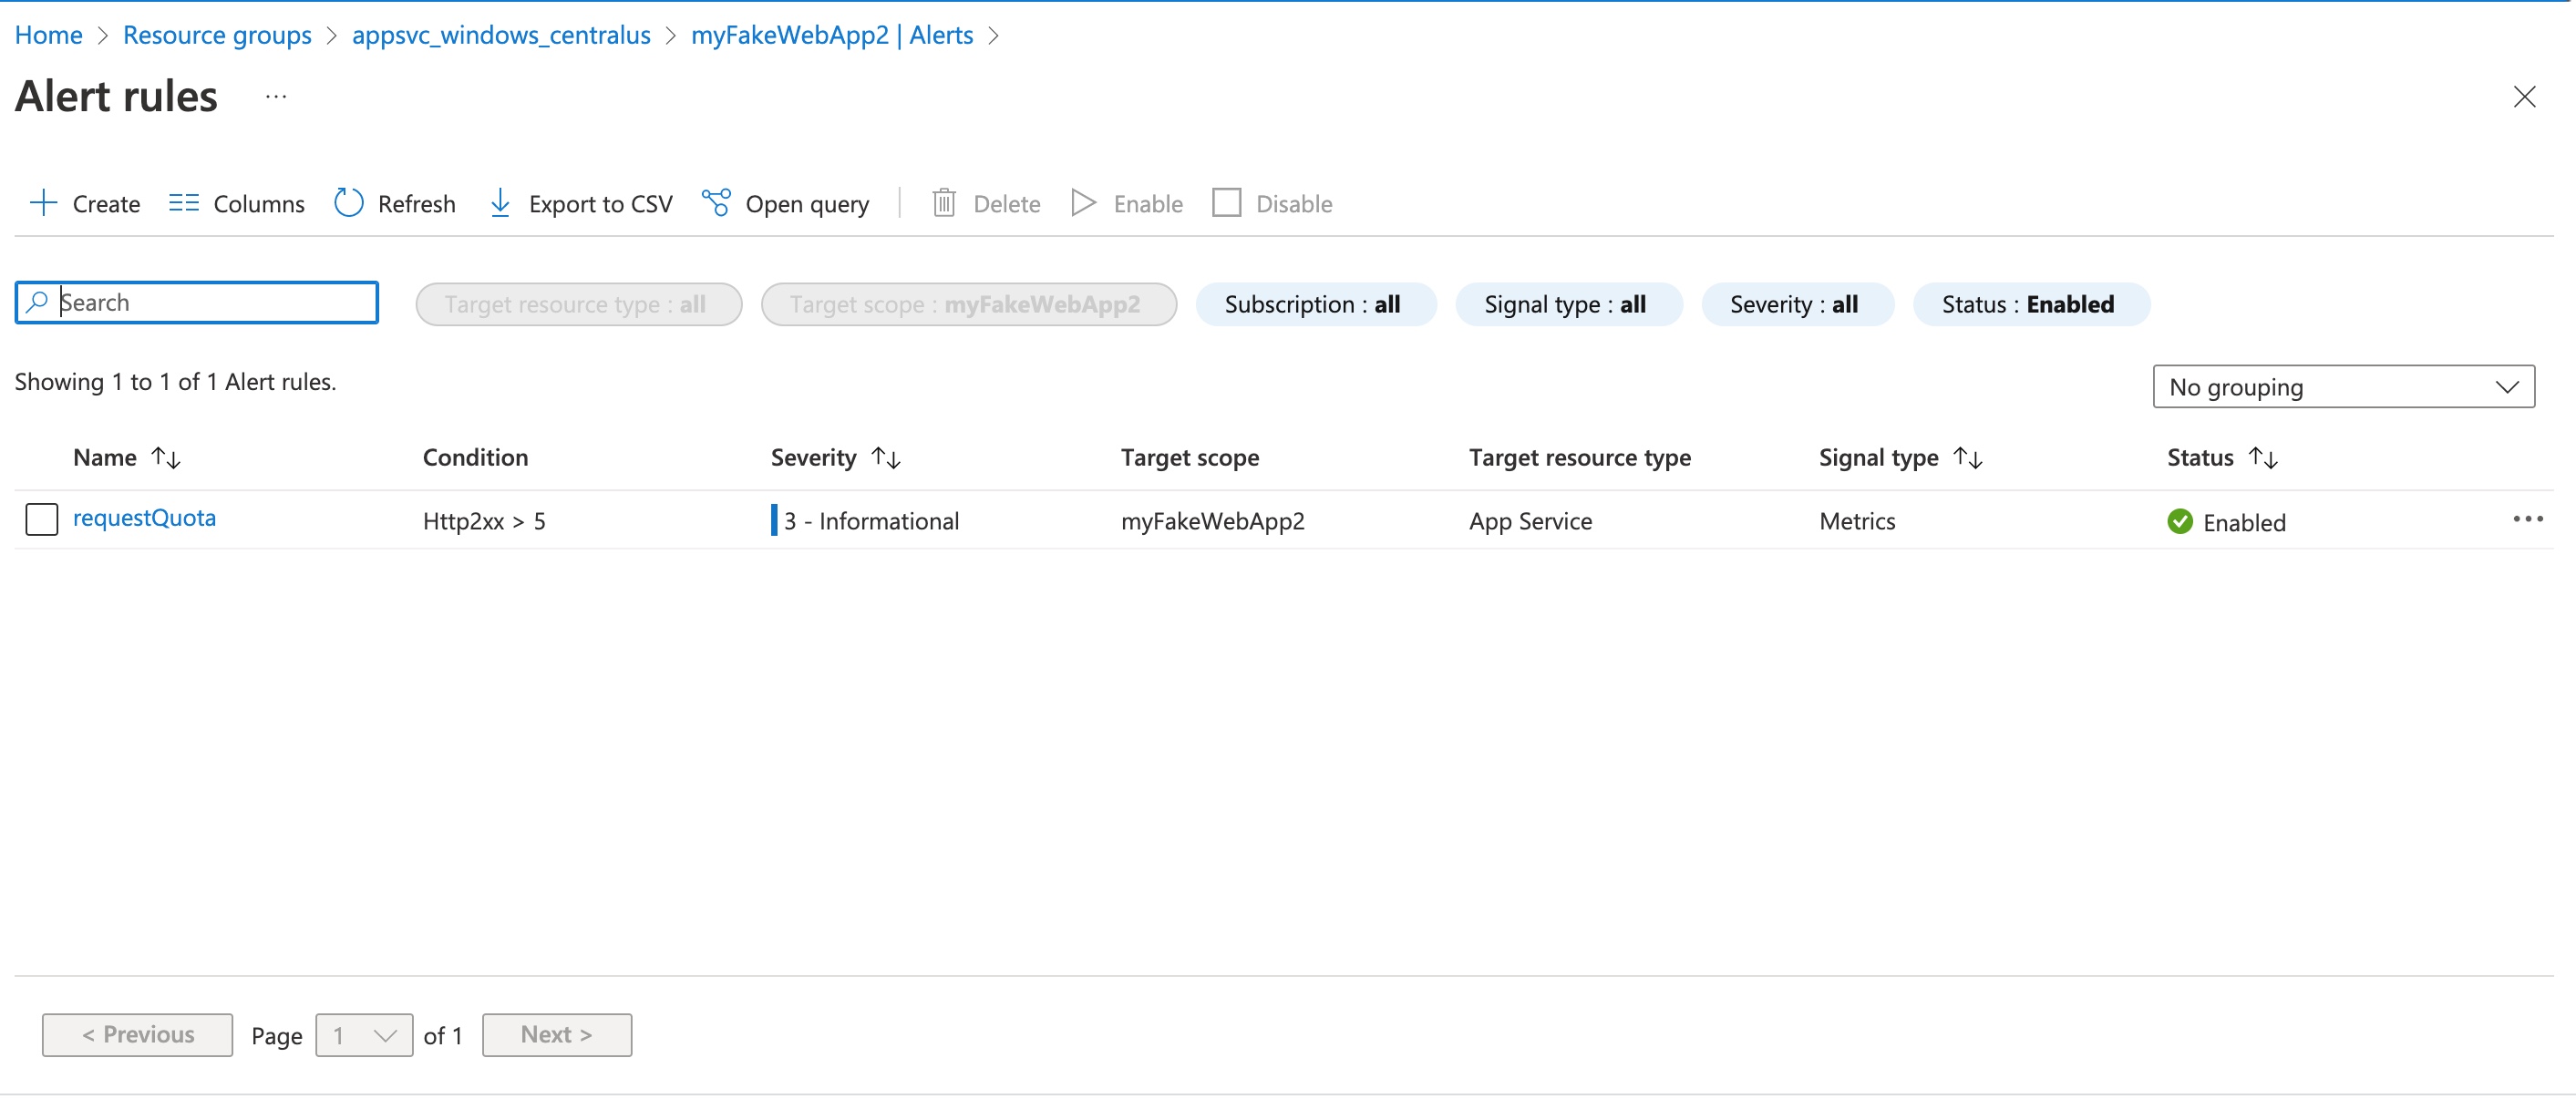 Home > Resource groups > appsvc_windows_centralus > myFakeWebApp2 | Alerts >
Alert rules ...
Create Columns Refresh Export to CSV Open query Delete Enable Disable
Search Target resource type : all Target scope : myFakeWebApp2 Subscription : all Signal type : all Severity : all Status : Enabled
Showing 1 to 1 of 1 Alert rules.
No grouping
Name Condition Severity Target scope Target resource type Signal type Status
requestQuota Http2xx > 5 3 - Informational myFakeWebApp2 App Service Metrics Enabled
< Previous Page 1 of 1 Next >